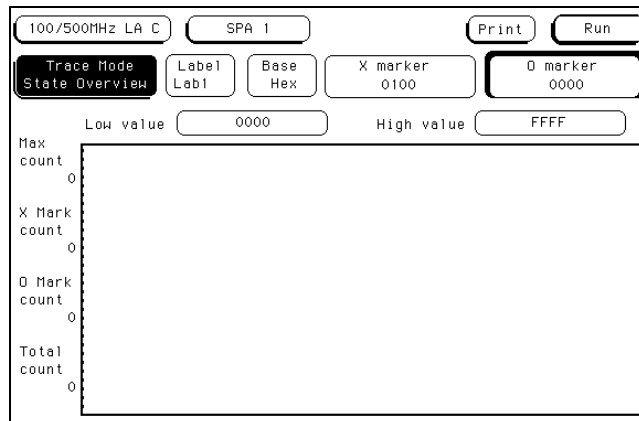 100/500MHz LA C SPA 1 Print Run
Trace Mode Label Base X marker O marker
State Overview Lab1 Hex 0100 0000
Low value 0000 High value FFFF
Max
count
0
X Mark
count
0
O Mark
count
0
Total
count
0